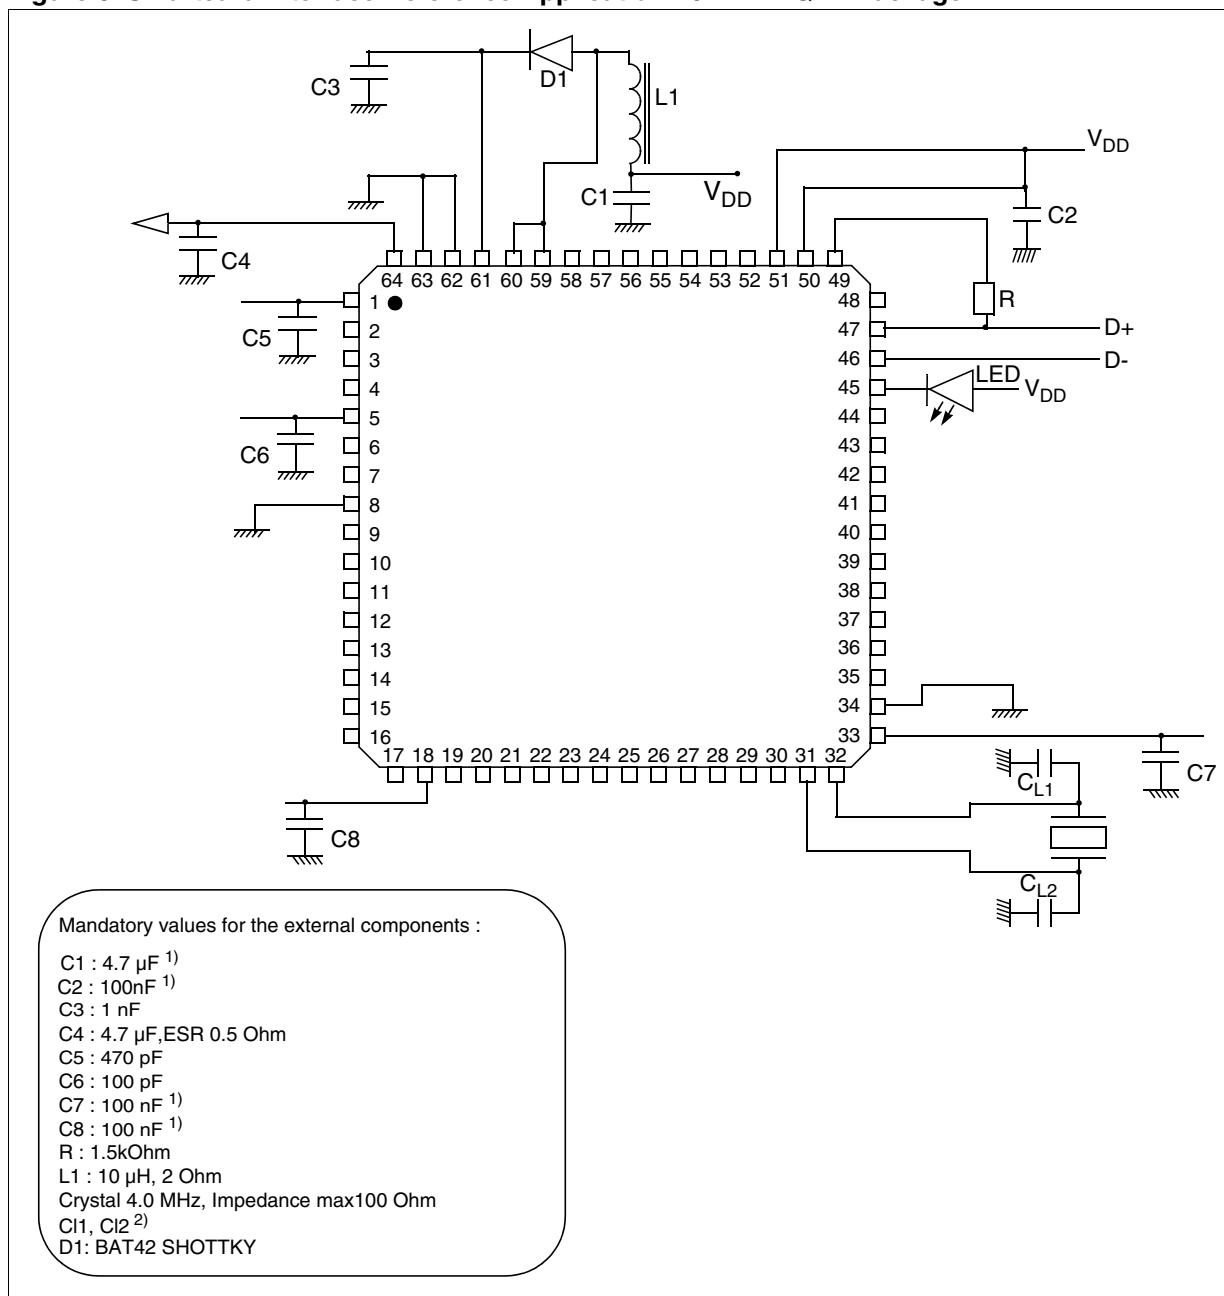 C3
D1
L1
C1
V_DD
V_DD
C2
C4
64 63 62 61 60 59 58 57 56 55 54 53 52 51 50 49
C5
1
2
3
4
5
6
7
8
9
10
11
12
13
14
15
16
C6
48
47
46
45
44
43
42
41
40
39
38
37
36
35
34
33
R
D+
D-
LED
V_DD
17 18 19 20 21 22 23 24 25 26 27 28 29 30 31 32
C_L1
C7
C8
C_L2
Mandatory values for the external components :
C1 : 4.7 µF 1)
C2 : 100nF 1)
C3 : 1 nF
C4 : 4.7 µF,ESR 0.5 Ohm
C5 : 470 pF
C6 : 100 pF
C7 : 100 nF 1)
C8 : 100 nF 1)
R : 1.5kOhm
L1 : 10 µH, 2 Ohm
Crystal 4.0 MHz, Impedance max100 Ohm
Cl1, Cl2 2)
D1: BAT42 SHOTTKY